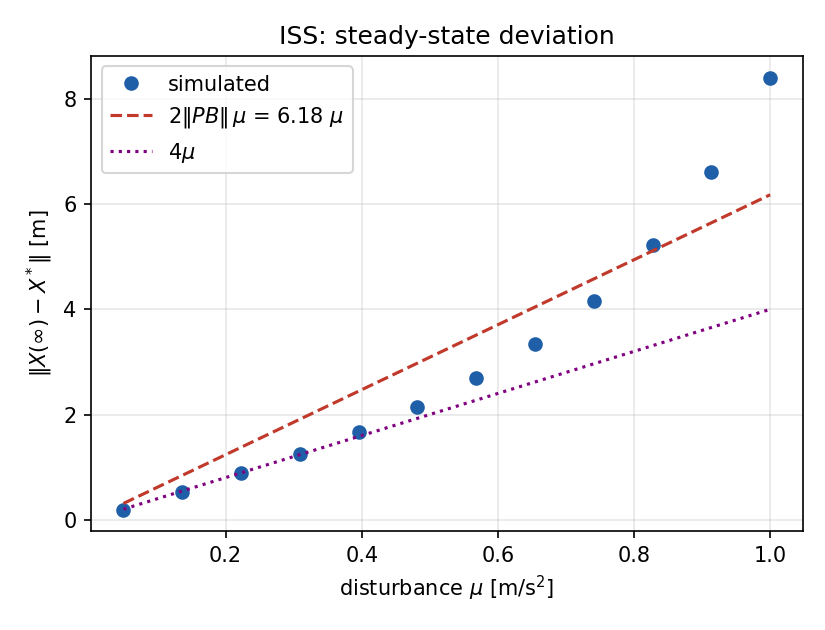 ISS: steady-state deviation
simulated
2‖PB‖ μ = 6.18 μ
4μ
‖X(∞) − X*‖ [m]
8
6
4
2
0
0.2 0.4 0.6 0.8 1.0
disturbance μ [m/s²]